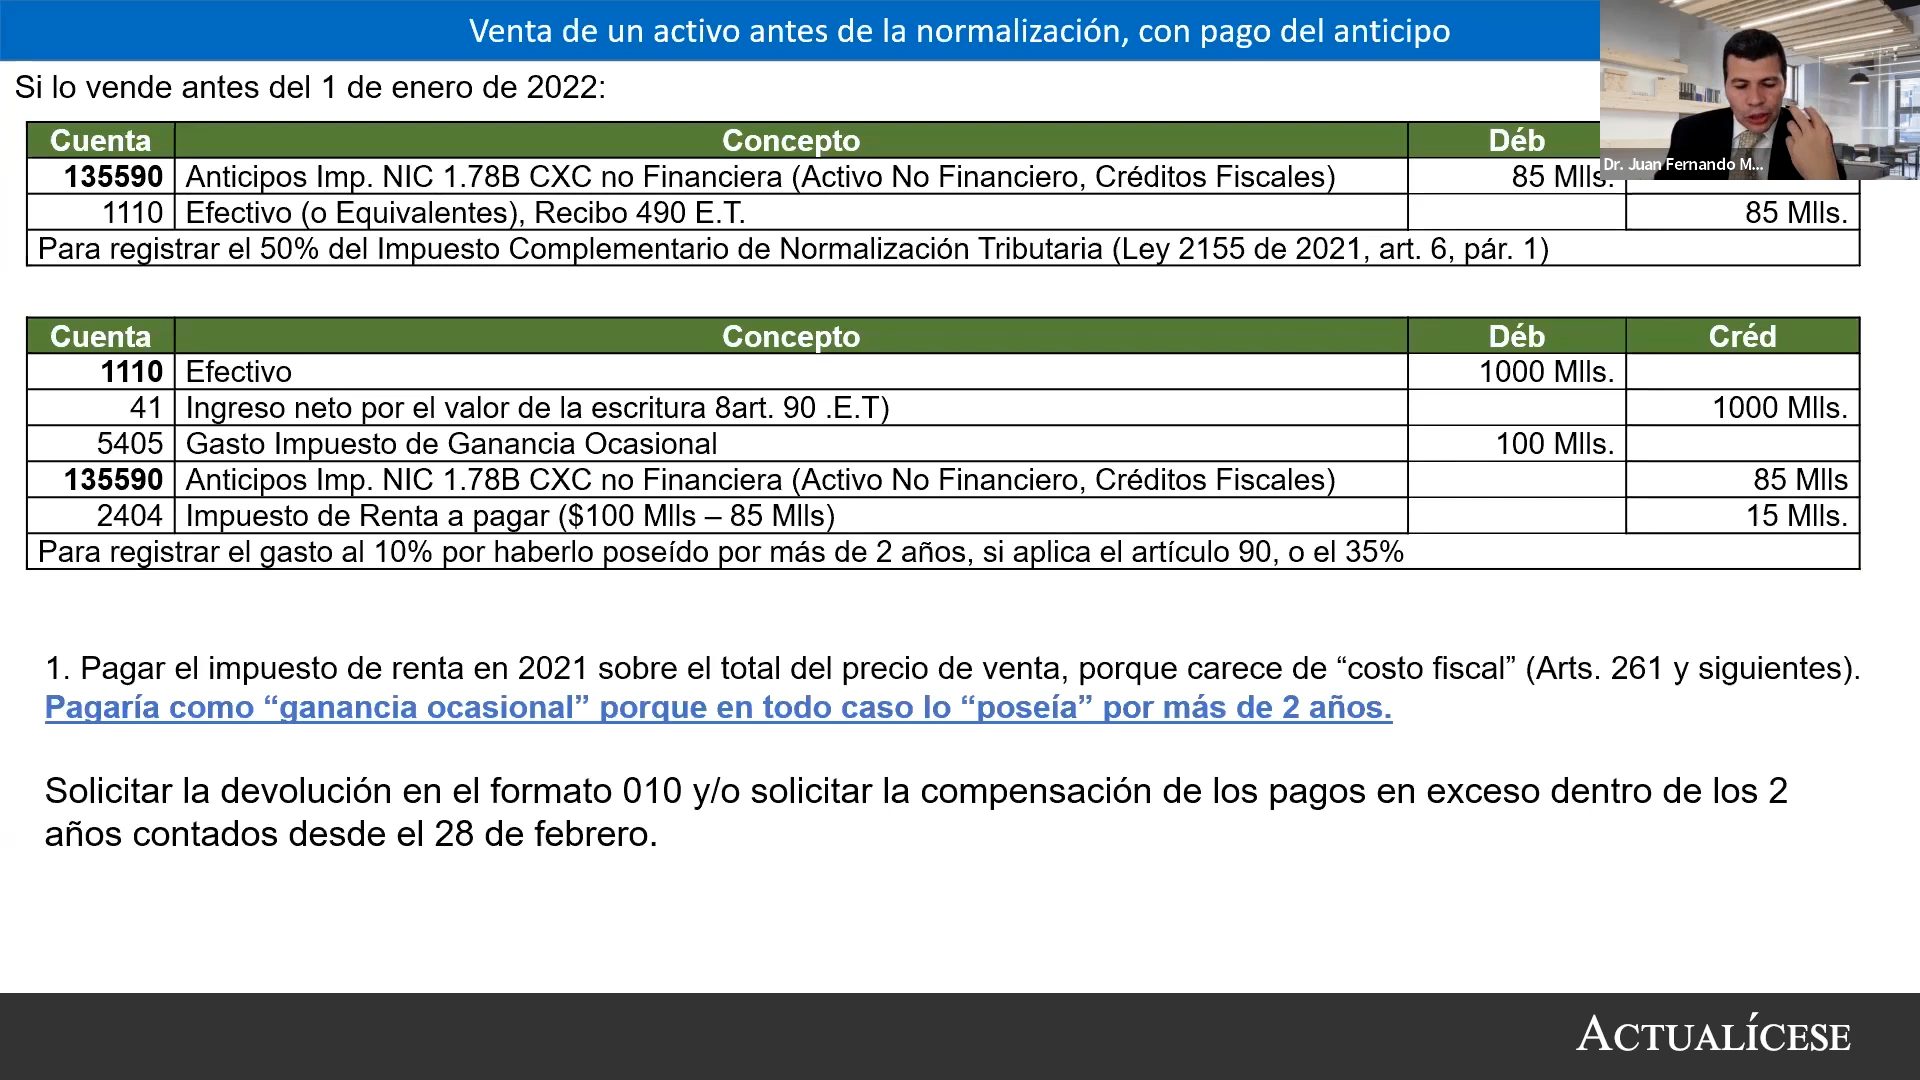 Venta de un activo antes de la normalización, con pago del anticipo
Si lo vende antes del 1 de enero de 2022:
Cuenta Concepto Déb
135590 Anticipos Imp. NIC 1.78B CXC no Financiera (Activo No Financiero, Créditos Fiscales) 85 Mlls.
1110 Efectivo (o Equivalentes), Recibo 490 E.T. 85 Mlls.
Para registrar el 50% del Impuesto Complementario de Normalización Tributaria (Ley 2155 de 2021, art. 6, pár. 1)
Dr. Juan Fernando M...
Cuenta Concepto Déb Créd
1110 Efectivo 1000 Mlls.
41 Ingreso neto por el valor de la escritura 8art. 90 .E.T) 1000 Mlls.
5405 Gasto Impuesto de Ganancia Ocasional 100 Mlls.
135590 Anticipos Imp. NIC 1.78B CXC no Financiera (Activo No Financiero, Créditos Fiscales) 85 Mlls
2404 Impuesto de Renta a pagar ($100 Mlls – 85 Mlls) 15 Mlls.
Para registrar el gasto al 10% por haberlo poseído por más de 2 años, si aplica el artículo 90, o el 35%
1. Pagar el impuesto de renta en 2021 sobre el total del precio de venta, porque carece de “costo fiscal” (Arts. 261 y siguientes).
Pagaría como “ganancia ocasional” porque en todo caso lo “poseía” por más de 2 años.
Solicitar la devolución en el formato 010 y/o solicitar la compensación de los pagos en exceso dentro de los 2
años contados desde el 28 de febrero.
ACTUALÍCESE